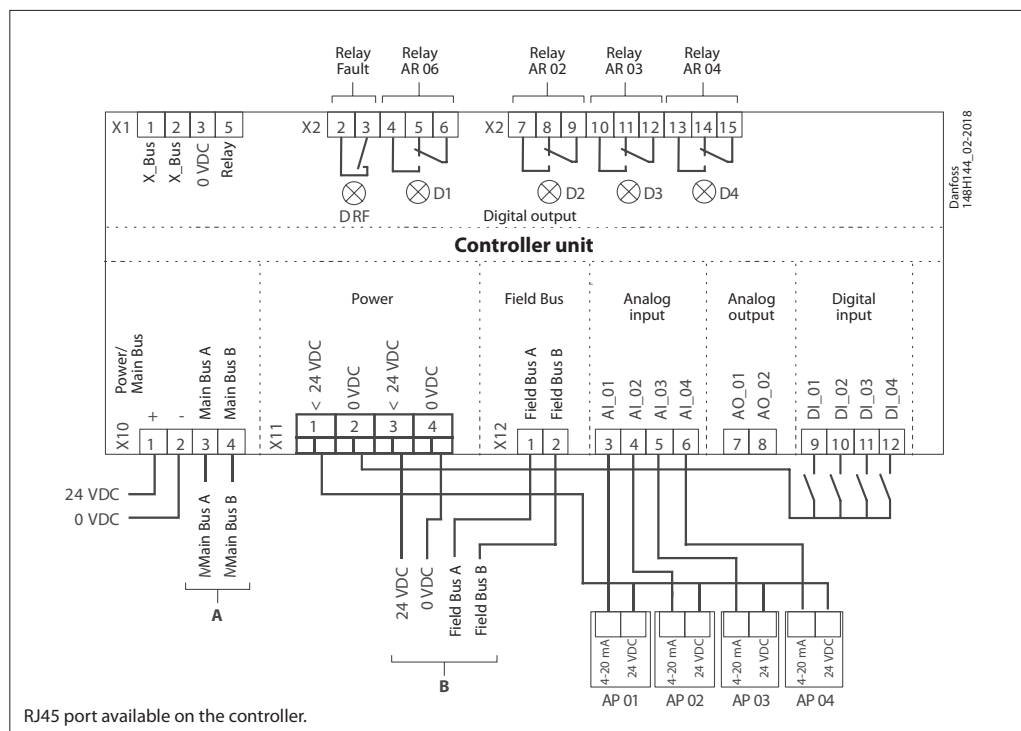 Relay Fault
Relay AR 06
Relay AR 02
Relay AR 03
Relay AR 04
X1 1 2 3 5
X2 2 3 4 5 6
X2 7 8 9 10 11 12 13 14 15
X_Bus
X_Bus
0 VDC
Relay
D RF
D1
D2
D3
D4
Digital output
Danfoss
148H144_02-2018
Controller unit
Power/
Main Bus
Power
Field Bus
Analog
input
Analog
output
Digital
input
+
-
Main Bus A
Main Bus B
< 24 VDC
0 VDC
< 24 VDC
0 VDC
Field Bus A
Field Bus B
AI_01
AI_02
AI_03
AI_04
AO_01
AO_02
DI_01
DI_02
DI_03
DI_04
X10 1 2 3 4
X11 1 2 3 4
X12 1 2
3 4 5 6
7 8
9 10 11 12
24 VDC
0 VDC
MMain Bus A
MMain Bus B
A
24 VDC
0 VDC
Field Bus A
Field Bus B
B
4-20 mA
24 VDC
4-20 mA
24 VDC
4-20 mA
24 VDC
4-20 mA
24 VDC
AP 01
AP 02
AP 03
AP 04
RJ45 port available on the controller.